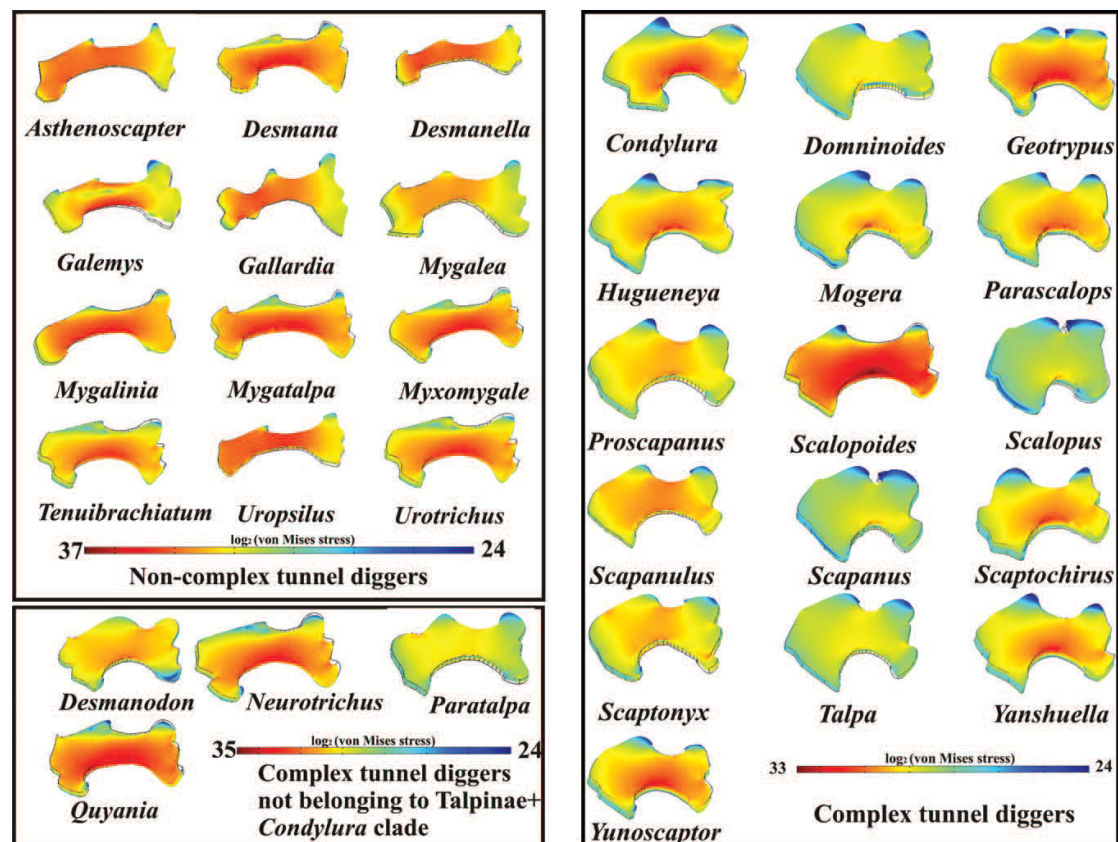 Asthenoscapter Desmana Desmanella
Galemys Gallardia Mygalea
Mygalinia Mygatalpa Myxomygale
Tenuibrachiatum Uropsilus Urotrichus
log2 (von Mises stress)
37 24
Non-complex tunnel diggers
Desmanodon Neurotrichus Paratalpa
log2 (von Mises stress)
35 24
Quyania
Complex tunnel diggers
not belonging to Talpinae+
Condylura clade
Condylura Domninoides Geotrypus
Hugueneya Mogera Parascalops
Proscapanus Scalopoides Scalopus
Scapanulus Scapanus Scaptochirus
Scaptonyx Talpa Yanshuella
log2 (von Mises stress)
33 24
Yunoscaptor
Complex tunnel diggers